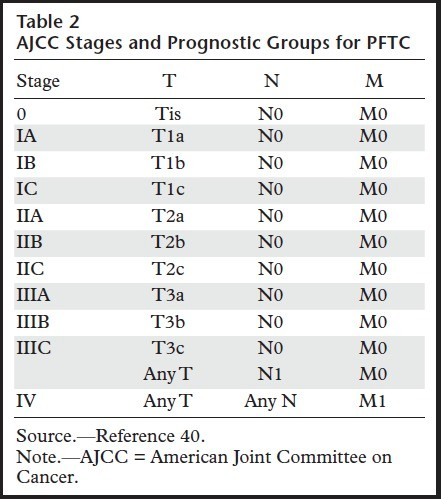 Table 2
AJCC Stages and Prognostic Groups for PFTC
Stage T N M
0 Tis N0 M0
IA T1a N0 M0
IB T1b N0 M0
IC T1c N0 M0
IIA T2a N0 M0
IIB T2b N0 M0
IIC T2c N0 M0
IIIA T3a N0 M0
IIIB T3b N0 M0
IIIC T3c N0 M0
Any T N1 M0
IV Any T Any N M1
Source.—Reference 40.
Note.—AJCC = American Joint Committee on
Cancer.